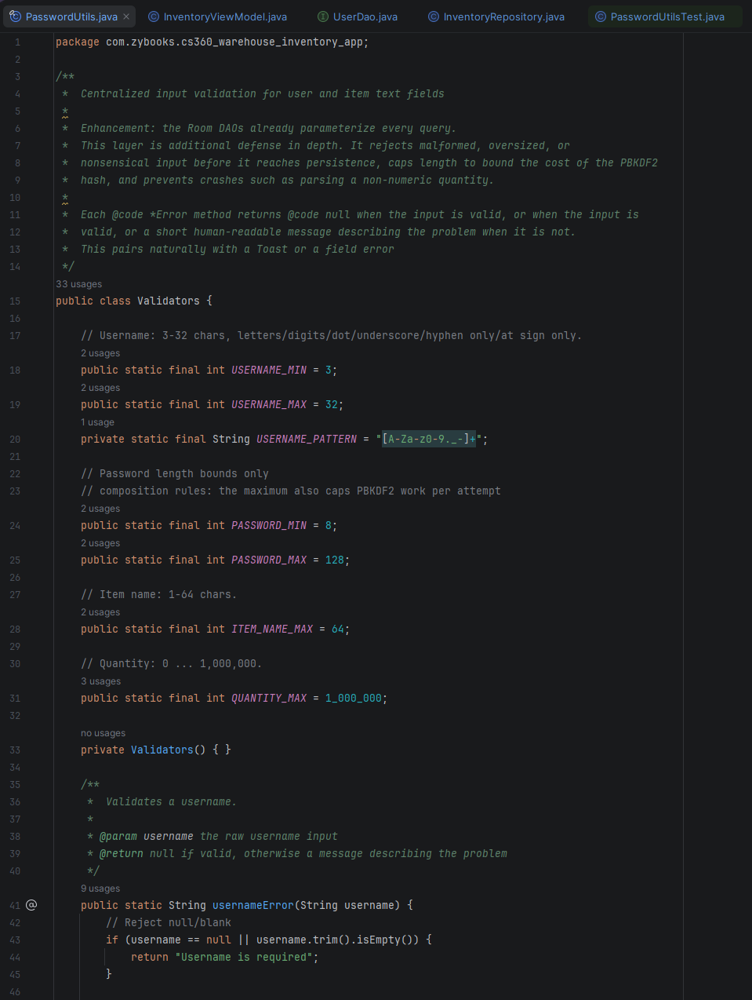 PasswordUtils.java × InventoryViewModel.java UserDao.java InventoryRepository.java PasswordUtilsTest.java
1 package com.zybooks.cs360_warehouse_inventory_app;
2
3 /**
4 * Centralized input validation for user and item text fields
5 *
6 * Enhancement: the Room DAOs already parameterize every query.
7 * This layer is additional defense in depth. It rejects malformed, oversized, or
8 * nonsensical input before it reaches persistence, caps length to bound the cost of the PBKDF2
9 * hash, and prevents crashes such as parsing a non-numeric quantity.
10 *
11 * Each @code *Error method returns @code null when the input is valid, or when the input is
12 * valid, or a short human-readable message describing the problem when it is not.
13 * This pairs naturally with a Toast or a field error
14 */
33 usages
15 public class Validators {
16
17 // Username: 3-32 chars, letters/digits/dot/underscore/hyphen only/at sign only.
2 usages
18 public static final int USERNAME_MIN = 3;
2 usages
19 public static final int USERNAME_MAX = 32;
1 usage
20 private static final String USERNAME_PATTERN = "[A-Za-z0-9._-]+";
21
22 // Password length bounds only
23 // composition rules: the maximum also caps PBKDF2 work per attempt
2 usages
24 public static final int PASSWORD_MIN = 8;
2 usages
25 public static final int PASSWORD_MAX = 128;
26
27 // Item name: 1-64 chars.
2 usages
28 public static final int ITEM_NAME_MAX = 64;
29
30 // Quantity: 0 ... 1,000,000.
3 usages
31 public static final int QUANTITY_MAX = 1_000_000;
32
no usages
33 private Validators() { }
34
35 /**
36 * Validates a username.
37 *
38 * @param username the raw username input
39 * @return null if valid, otherwise a message describing the problem
40 */
9 usages
41 @ public static String usernameError(String username) {
42 // Reject null/blank
43 if (username == null || username.trim().isEmpty()) {
44 return "Username is required";
45 }
46